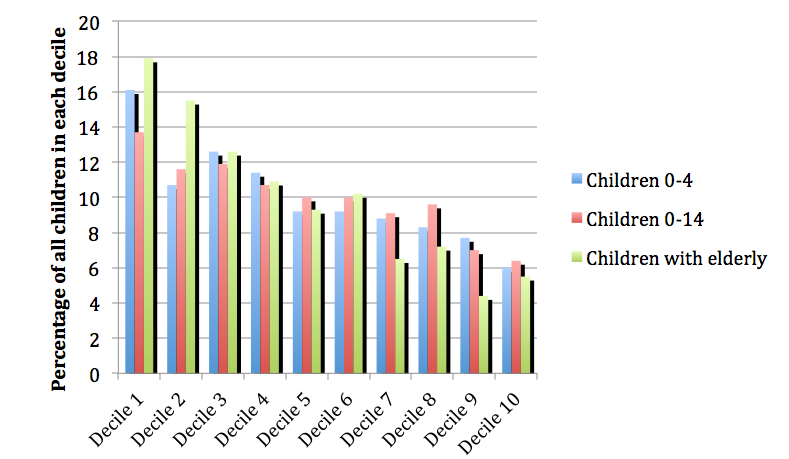 Percentage of all children in each decile
20
18
16
14
12
10
8
6
4
2
0
Decile 1
Decile 2
Decile 3
Decile 4
Decile 5
Decile 6
Decile 7
Decile 8
Decile 9
Decile 10
Children 0-4
Children 0-14
Children with elderly